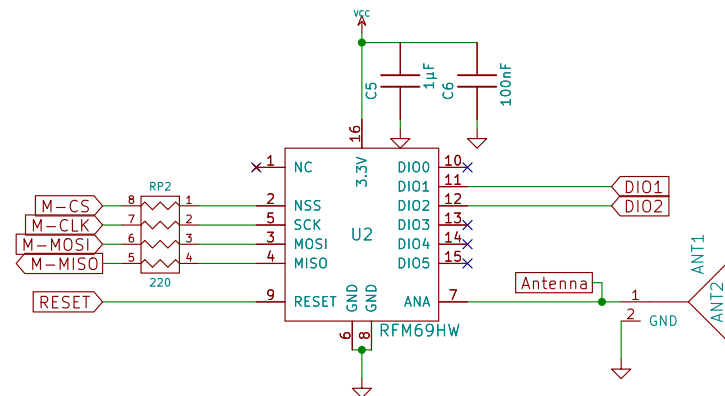 VCC
C5
1µF
C6
100nF
16
3.3V
1 NC
DIO0 10
DIO1 11
DIO1
DIO2 12
DIO2
RP2
M-CS 8 1 2 NSS
M-CLK 7 2 5 SCK
DIO3 13
M-MOSI 6 3 3 MOSI
U2
DIO4 14
M-MISO 5 4 4 MISO
DIO5 15
220
RESET 9 RESET
GND
GND
ANA 7
Antenna
1
ANT1
ANT2
2 GND
6
8
RFM69HW